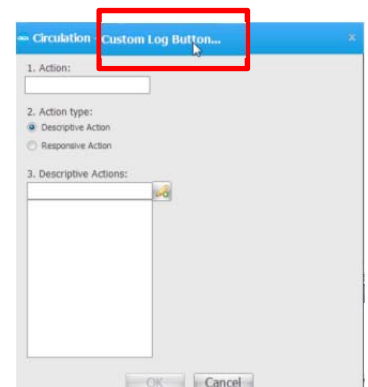 Circulation - Custom Log Button...
x
1. Action:
2. Action type:
Descriptive Action
Responsive Action
3. Descriptive Actions:
OK Cancel